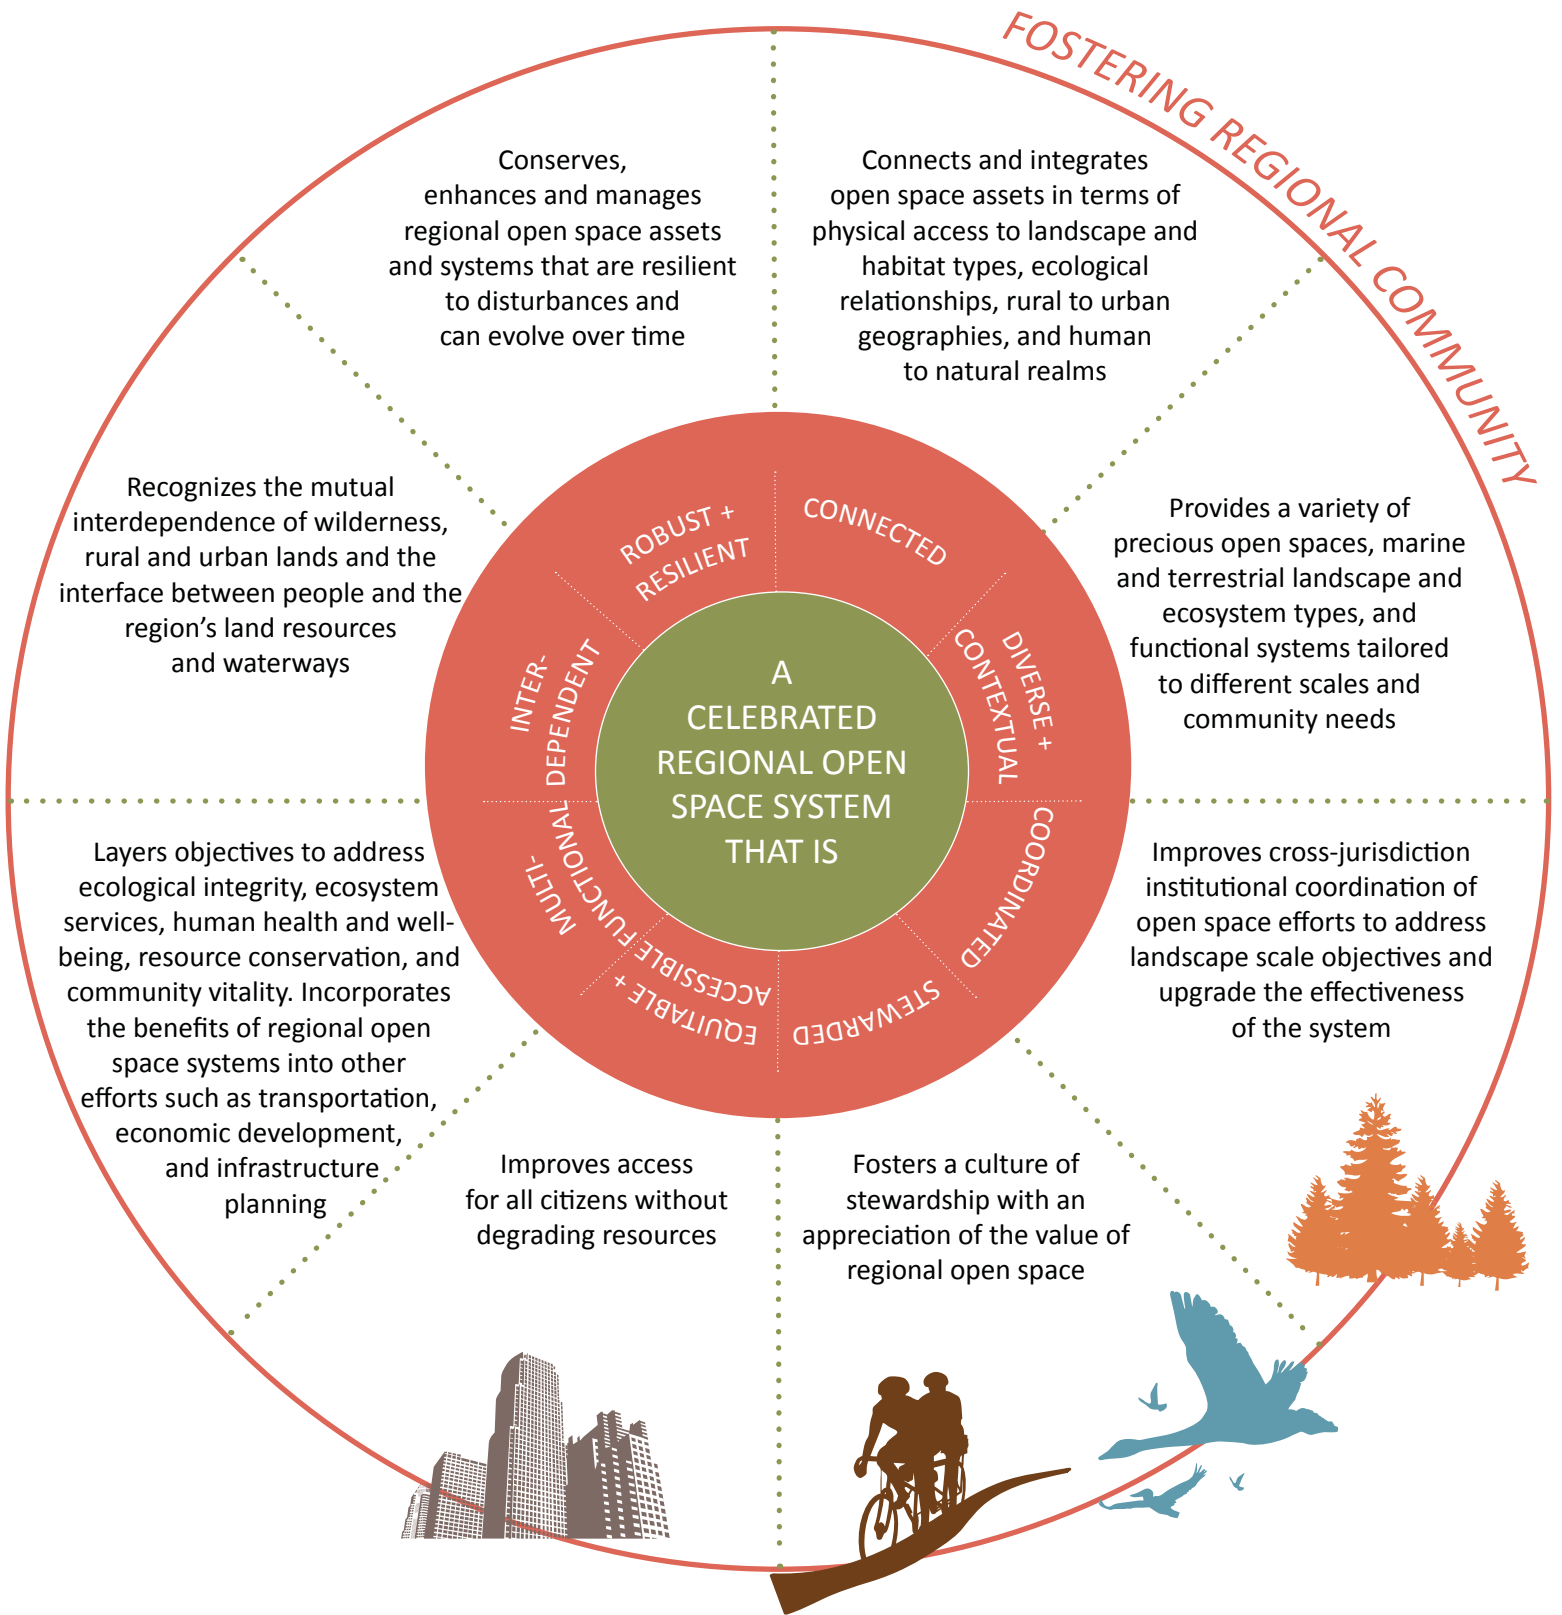 FOSTERING REGIONAL COMMUNITY
Conserves,
enhances and manages
regional open space assets
and systems that are resilient
to disturbances and
can evolve over time
Connects and integrates
open space assets in terms of
physical access to landscape and
habitat types, ecological
relationships, rural to urban
geographies, and human
to natural realms
Recognizes the mutual
interdependence of wilderness,
rural and urban lands and the
interface between people and the
region's land resources
and waterways
Provides a variety of
precious open spaces, marine
and terrestrial landscape and
ecosystem types, and
functional systems tailored
to different scales and
community needs
ROBUST +
RESILIENT
CONNECTED
DIVERSE +
CONTEXTUAL
COORDINATED
STEWARDED
EQUITABLE +
ACCESSIBLE
MULTI-
FUNCTIONAL
INTER-
DEPENDENT
A
CELEBRATED
REGIONAL OPEN
SPACE SYSTEM
THAT IS
Layers objectives to address
ecological integrity, ecosystem
services, human health and well-
being, resource conservation, and
community vitality. Incorporates
the benefits of regional open
space systems into other
efforts such as transportation,
economic development,
and infrastructure
planning
Improves cross-jurisdiction
institutional coordination of
open space efforts to address
landscape scale objectives and
upgrade the effectiveness
of the system
Improves access
for all citizens without
degrading resources
Fosters a culture of
stewardship with an
appreciation of the value of
regional open space